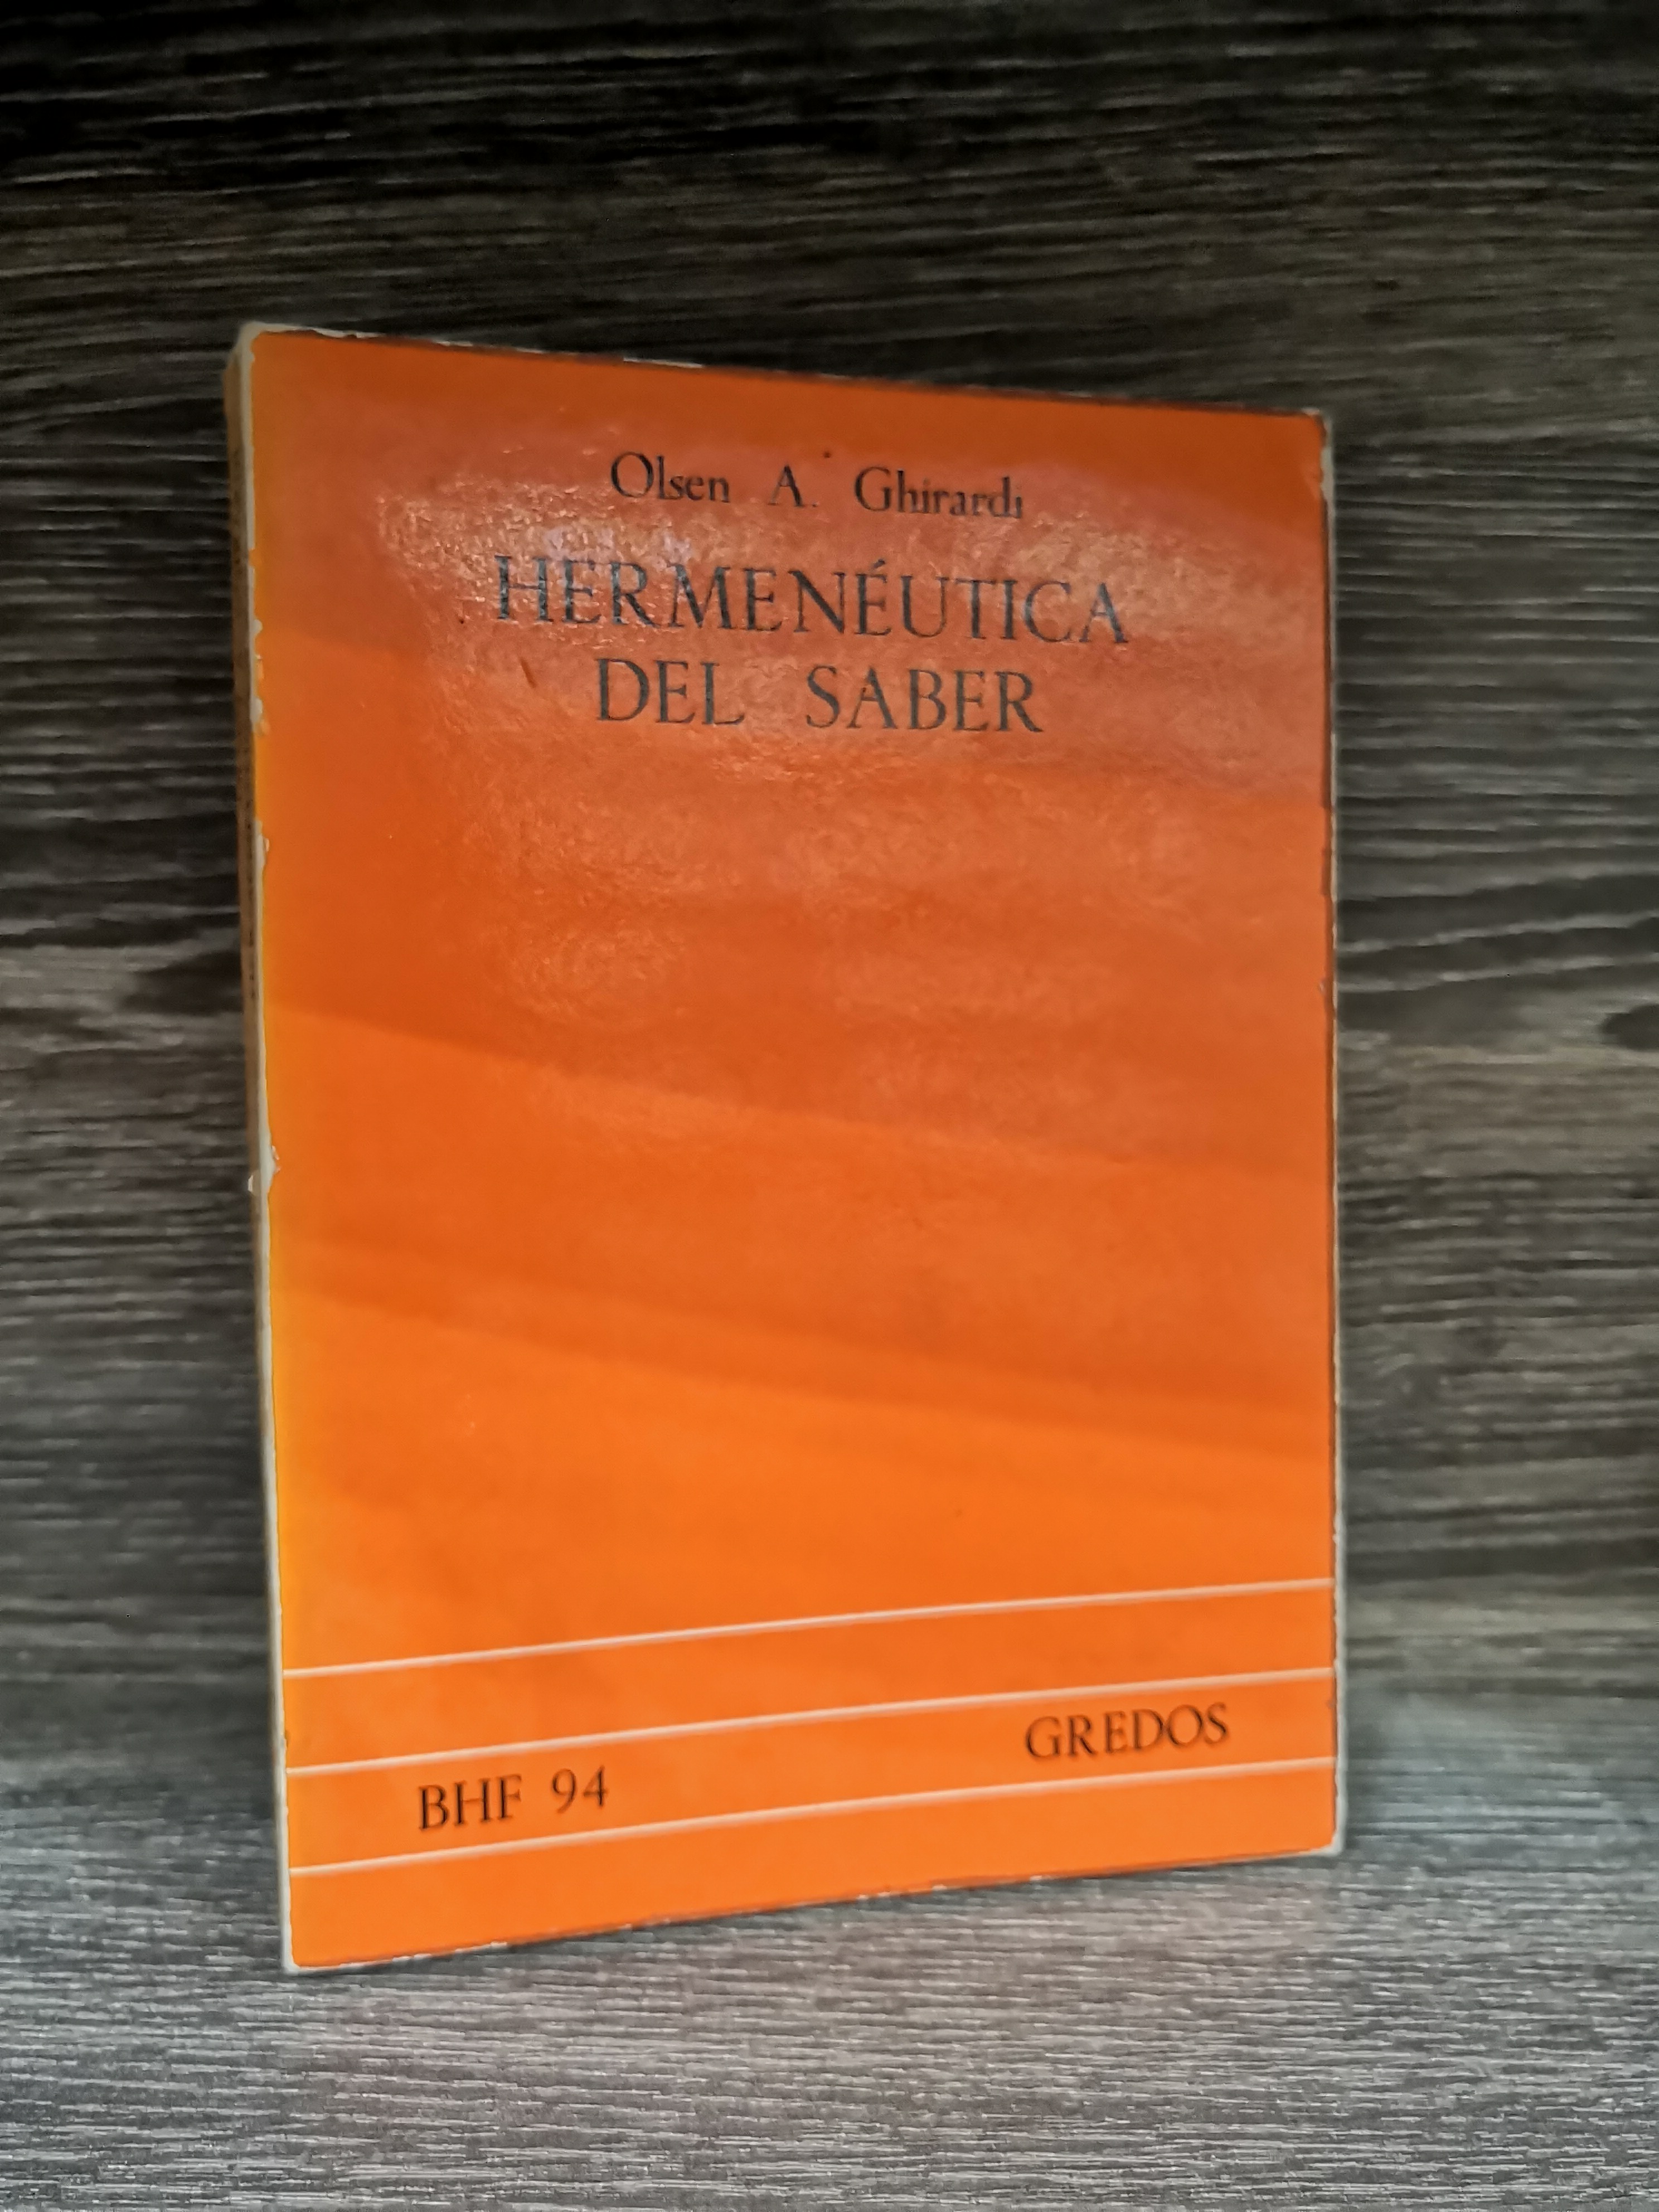 Olsen A. Ghirardi
HERMENÉUTICA
DEL SABER
GREDOS
BHF 94